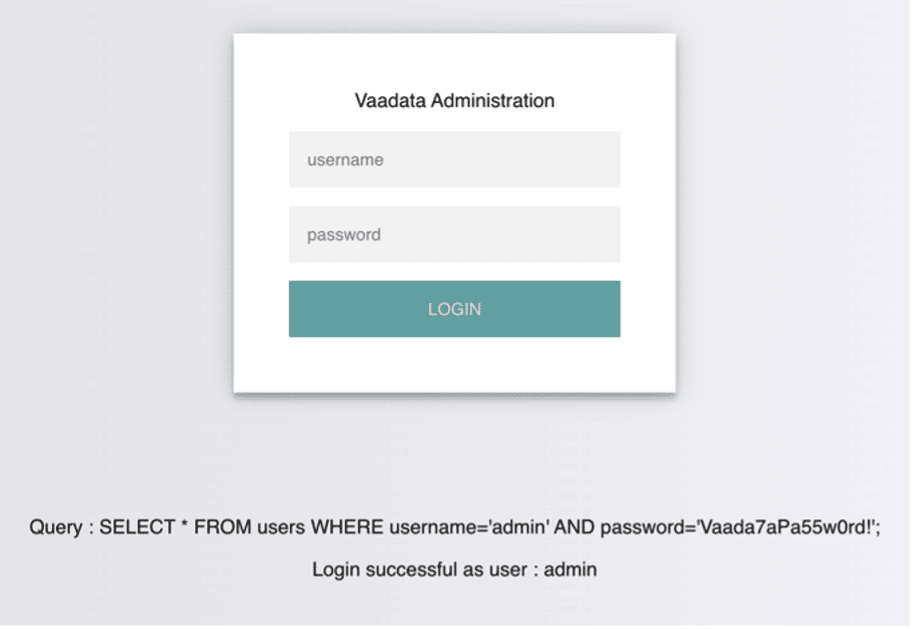 Vaadata Administration
username
password
LOGIN
Query : SELECT * FROM users WHERE username='admin' AND password='Vaada7aPa55w0rd!';
Login successful as user : admin